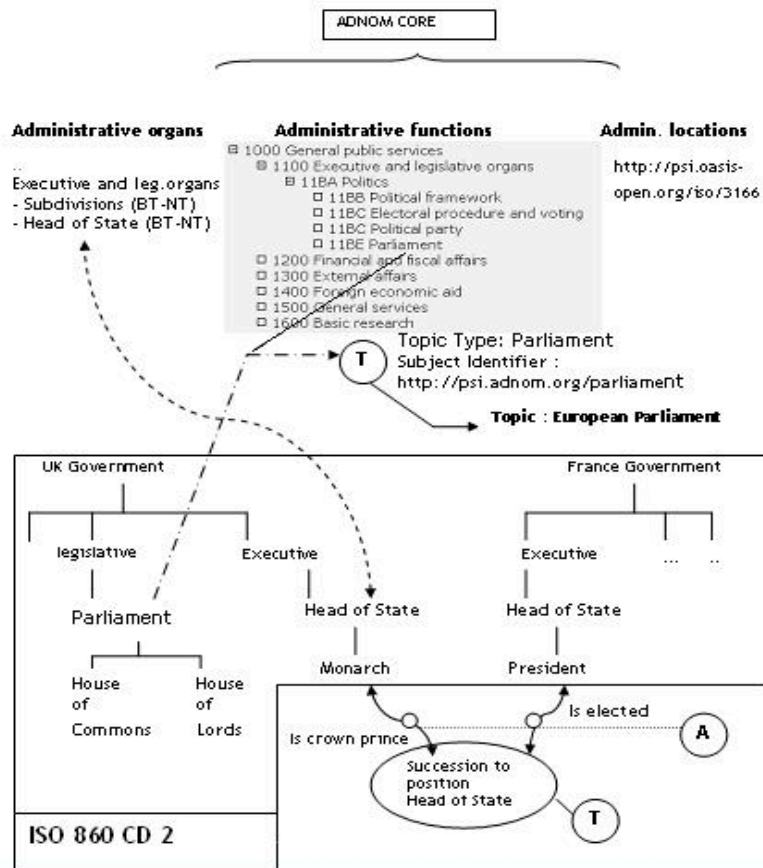 ADNOM CORE
Administrative organs
..
Executive and leg.organs
- Subdivisions (BT-NT)
- Head of State (BT-NT)
Administrative functions
1000 General public services
1100 Executive and legislative organs
11BA Politics
11BB Political framework
11BC Electoral procedure and voting
11BC Political party
11BE Parliament
1200 Financial and fiscal affairs
1300 External affairs
1400 Foreign economic aid
1500 General services
1600 Basic research
Admin. locations
http://psi.oasis-
open.org/iso/3166
T
Topic Type: Parliament
Subject Identifier :
http://psi.adnom.org/parliament
Topic : European Parliament
UK Government
legislative
Executive
Parliament
House
of
Commons
House
of
Lords
Head of State
Monarch
France Government
Executive
...
..
Head of State
President
Is crown prince
Is elected
A
Succession to
position
Head of State
T
ISO 860 CD 2